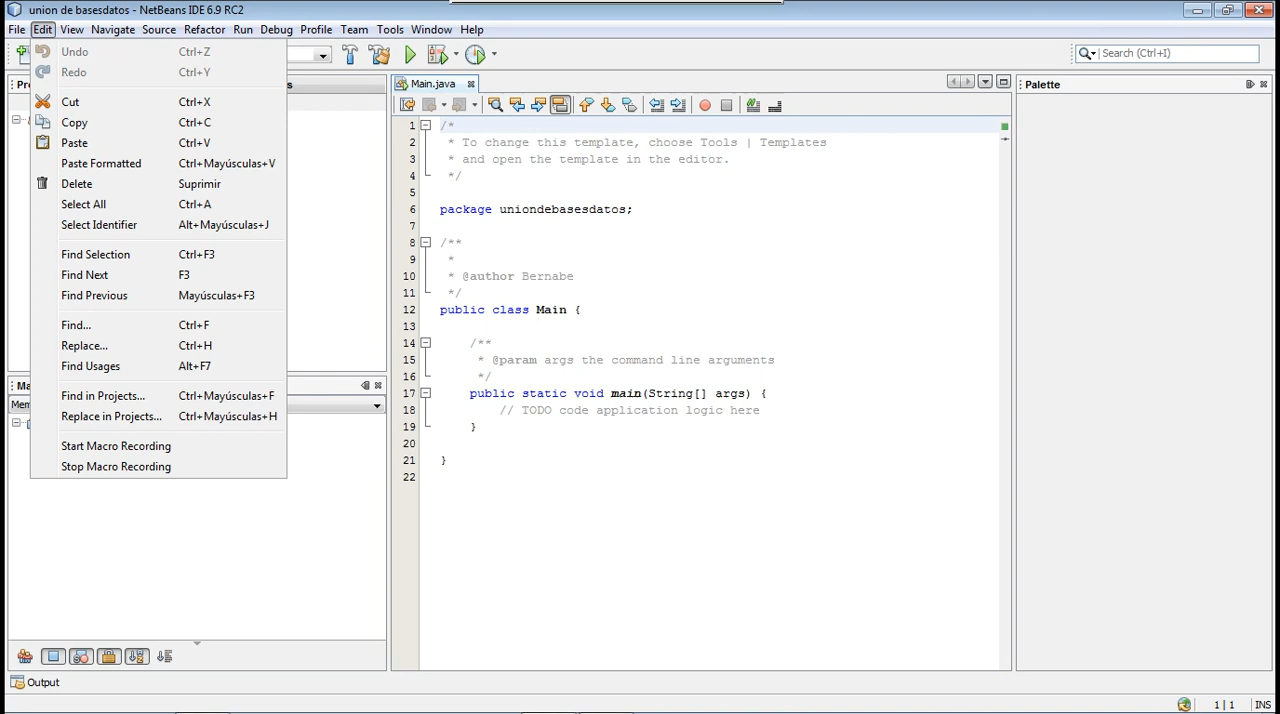 union de basesdatos - NetBeans IDE 6.9 RC2
File Edit View Navigate Source Refactor Run Debug Profile Team Tools Window Help
Search (Ctrl+I)
Undo Ctrl+Z
Redo Ctrl+Y
Cut Ctrl+X
Copy Ctrl+C
Paste Ctrl+V
Paste Formatted Ctrl+Mayúsculas+V
Delete Suprimir
Select All Ctrl+A
Select Identifier Alt+Mayúsculas+J
Find Selection Ctrl+F3
Find Next F3
Find Previous Mayúsculas+F3
Find... Ctrl+F
Replace... Ctrl+H
Find Usages Alt+F7
Find in Projects... Ctrl+Mayúsculas+F
Replace in Projects... Ctrl+Mayúsculas+H
Start Macro Recording
Stop Macro Recording
Main.java
1 /*
2 * To change this template, choose Tools | Templates
3 * and open the template in the editor.
4 */
5
6 package uniondebasesdatos;
7
8 /**
9 *
10 * @author Bernabe
11 */
12 public class Main {
13
14 /**
15 * @param args the command line arguments
16 */
17 public static void main(String[] args) {
18 // TODO code application logic here
19 }
20
21 }
22
Palette
Output
1 | 1 INS